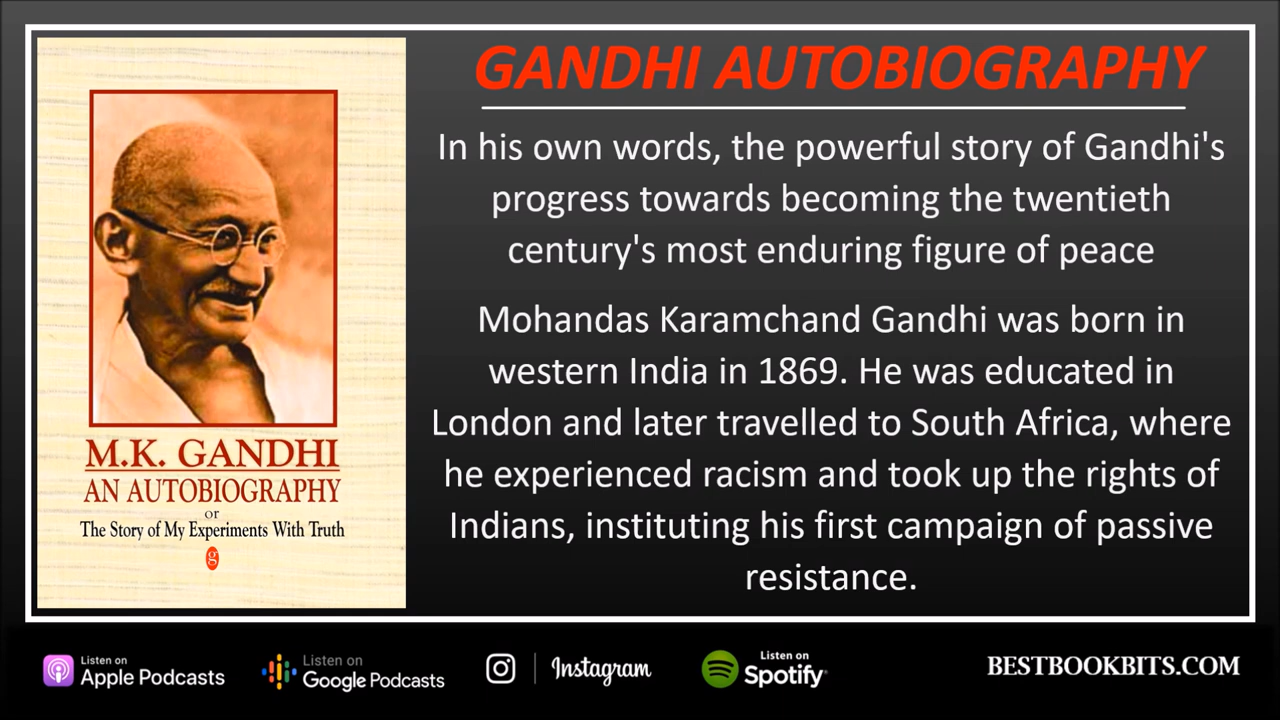 GANDHI AUTOBIOGRAPHY
In his own words, the powerful story of Gandhi's
progress towards becoming the twentieth
century's most enduring figure of peace
Mohandas Karamchand Gandhi was born in
western India in 1869. He was educated in
London and later travelled to South Africa, where
he experienced racism and took up the rights of
Indians, instituting his first campaign of passive
resistance.
M.K. GANDHI
AN AUTOBIOGRAPHY
or
The Story of My Experiments With Truth
g
Listen on
Apple Podcasts
Listen on
Google Podcasts
Instagram
Listen on
Spotify
BESTBOOKBITS.COM